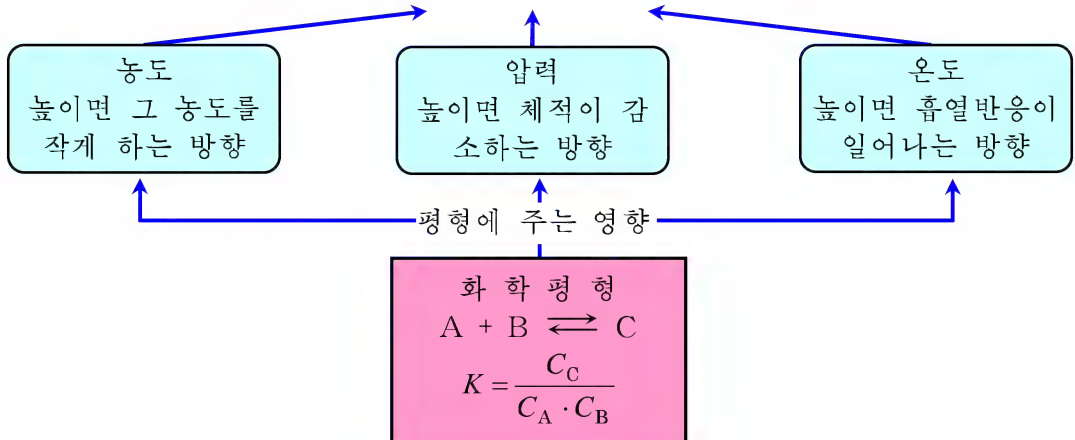 농도
높이면 그 농도를
작게 하는 방향
압력
높이면 체적이 감
소하는 방향
온도
높이면 흡열반응이
일어나는 방향
평형에 주는 영향
화 학 평 형
A + B ⇄ C
K = C_C / (C_A · C_B)